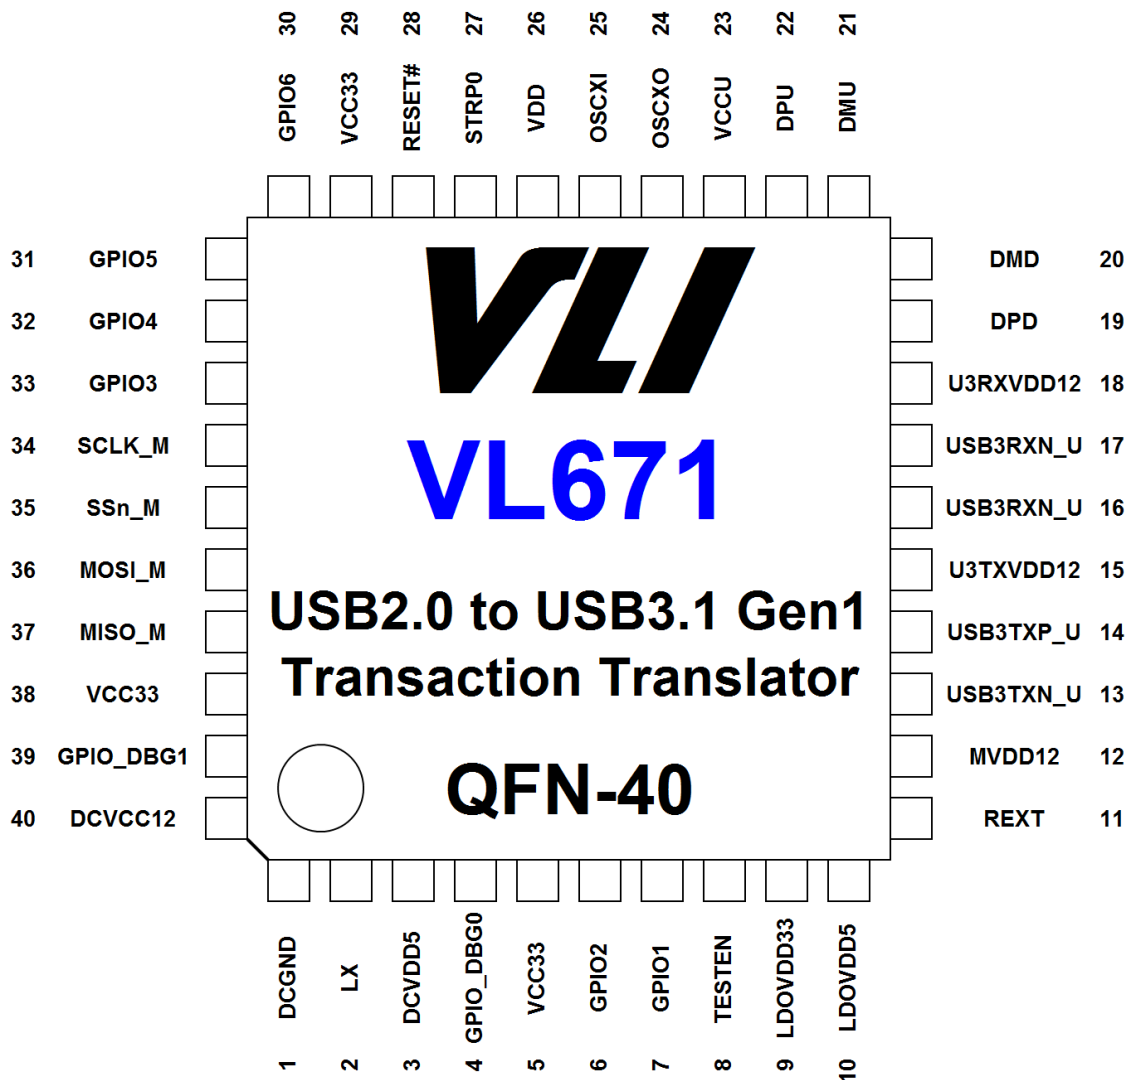 30 29 28 27 26 25 24 23 22 21
GPIO6 VCC33 RESET# STRP0 VDD OSCXI OSCXO VCCU DPU DMU
31 GPIO5
32 GPIO4
33 GPIO3
34 SCLK_M
35 SSn_M
36 MOSI_M
37 MISO_M
38 VCC33
39 GPIO_DBG1
40 DCVCC12
VLI
VL671
USB2.0 to USB3.1 Gen1
Transaction Translator
QFN-40
DMD 20
DPD 19
U3RXVDD12 18
USB3RXN_U 17
USB3RXN_U 16
U3TXVDD12 15
USB3TXP_U 14
USB3TXN_U 13
MVDD12 12
REXT 11
DCGND LX DCVDD5 GPIO_DBG0 VCC33 GPIO2 GPIO1 TESTEN LDOVDD33 LDOVDD5
1 2 3 4 5 6 7 8 9 10